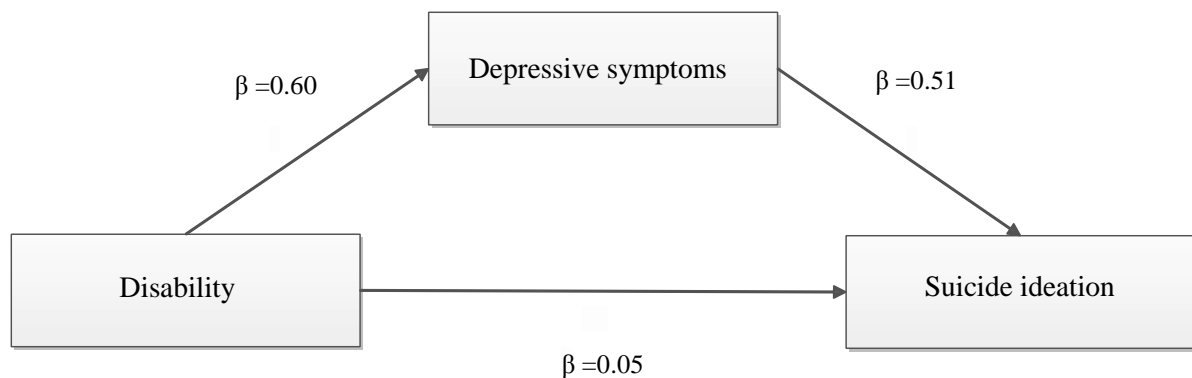 Depressive symptoms
β =0.60
β =0.51
Disability
Suicide ideation
β =0.05